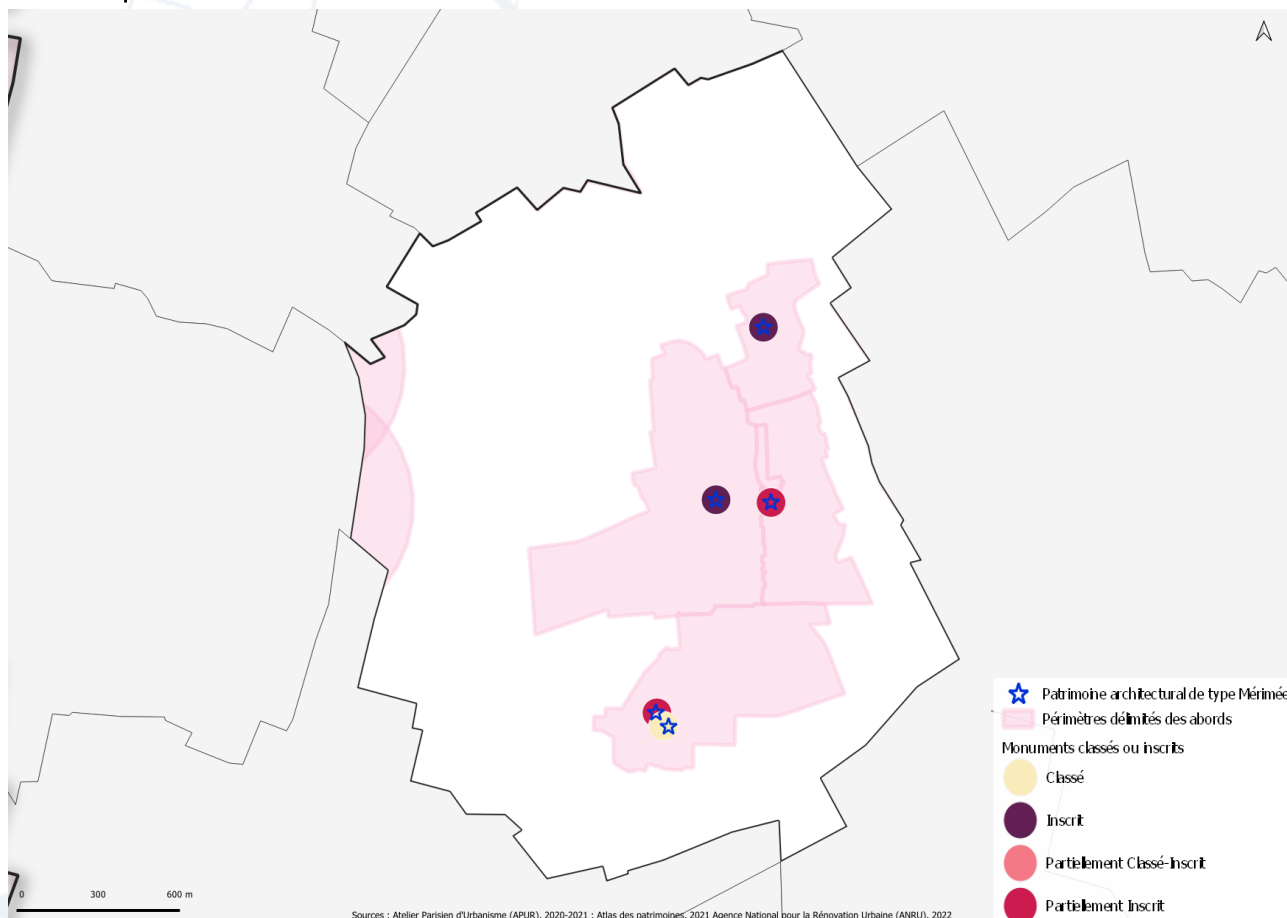 Patrimoine architectural de type Mérimée
Périmètres délimités des abords
Monuments classés ou inscrits
Classé
Inscrit
Partiellement Classé-Inscrit
Partiellement Inscrit
0 300 600 m
Sources : Atelier Parisien d'Urbanisme (APUR), 2020-2021 ; Atlas des patrimoines, 2021 Agence National pour la Rénovation Urbaine (ANRU), 2022